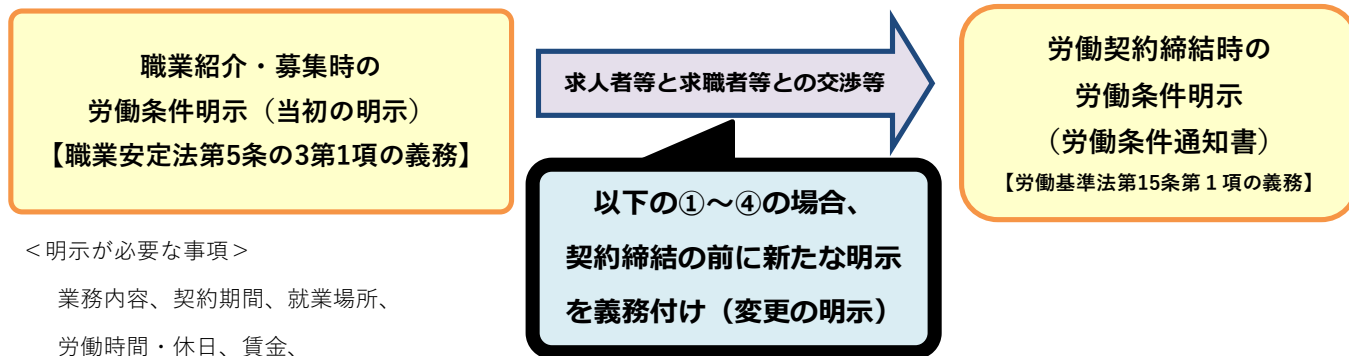 職業紹介・募集時の
労働条件明示（当初の明示）
【職業安定法第5条の3第1項の義務】
求人者等と求職者等との交渉等
労働契約締結時の
労働条件明示
（労働条件通知書）
【労働基準法第15条第１項の義務】
以下の①～④の場合、
契約締結の前に新たな明示
を義務付け（変更の明示）
＜明示が必要な事項＞
業務内容、契約期間、就業場所、
労働時間・休日、賃金、